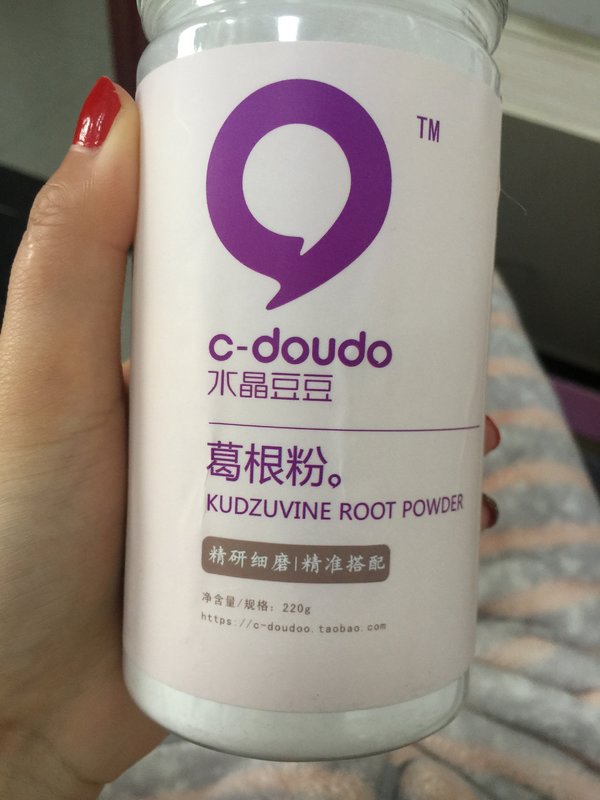 TM
c-doudo
水晶豆豆
葛根粉。
KUDZUVINE ROOT POWDER
精研细磨|精准搭配
净含量/规格: 220g
https://c-doudoo.taobao.com